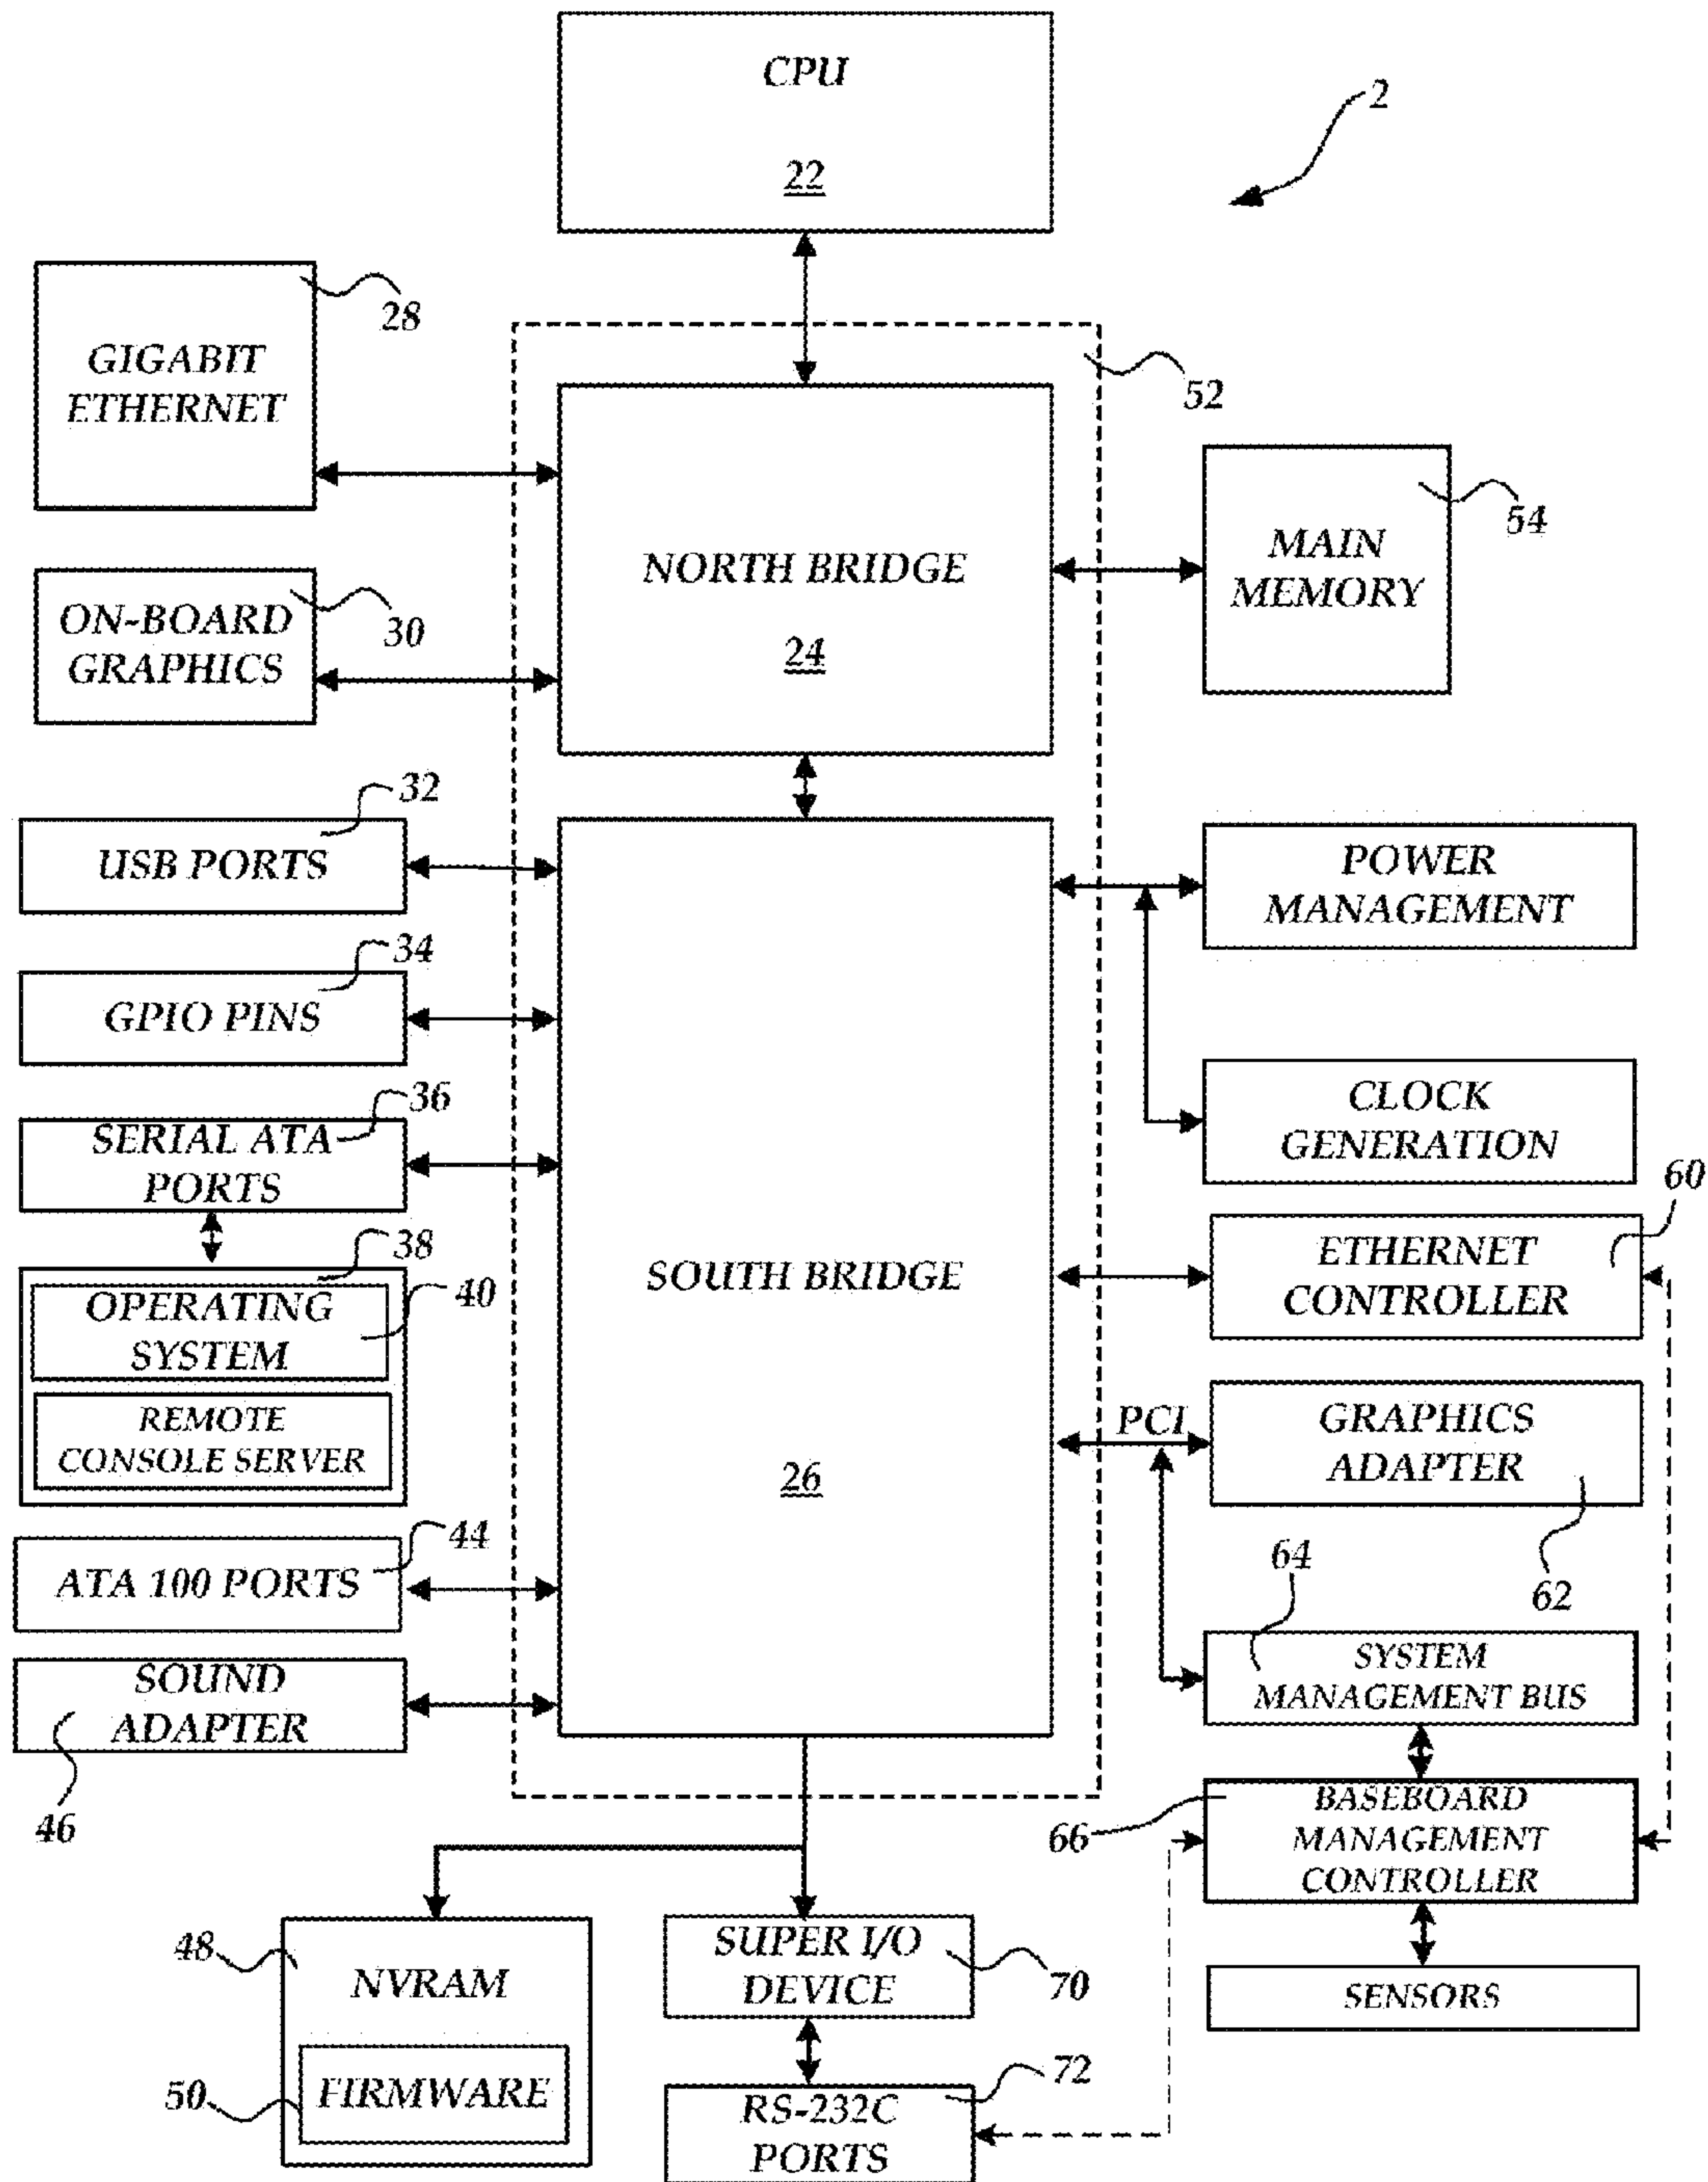 CPU
22
2
28
GIGABIT
ETHERNET
52
54
MAIN
MEMORY
NORTH BRIDGE
24
ON-BOARD
GRAPHICS
30
32
USB PORTS
POWER
MANAGEMENT
34
GPIO PINS
36
SERIAL ATA
PORTS
CLOCK
GENERATION
60
38
OPERATING
SYSTEM
40
REMOTE
CONSOLE SERVER
SOUTH BRIDGE
26
ETHERNET
CONTROLLER
PCI
GRAPHICS
ADAPTER
62
44
ATA 100 PORTS
64
SYSTEM
MANAGEMENT BUS
SOUND
ADAPTER
46
66
BASEBOARD
MANAGEMENT
CONTROLLER
48
NVRAM
50
FIRMWARE
SUPER I/O
DEVICE
70
SENSORS
72
RS-232C
PORTS